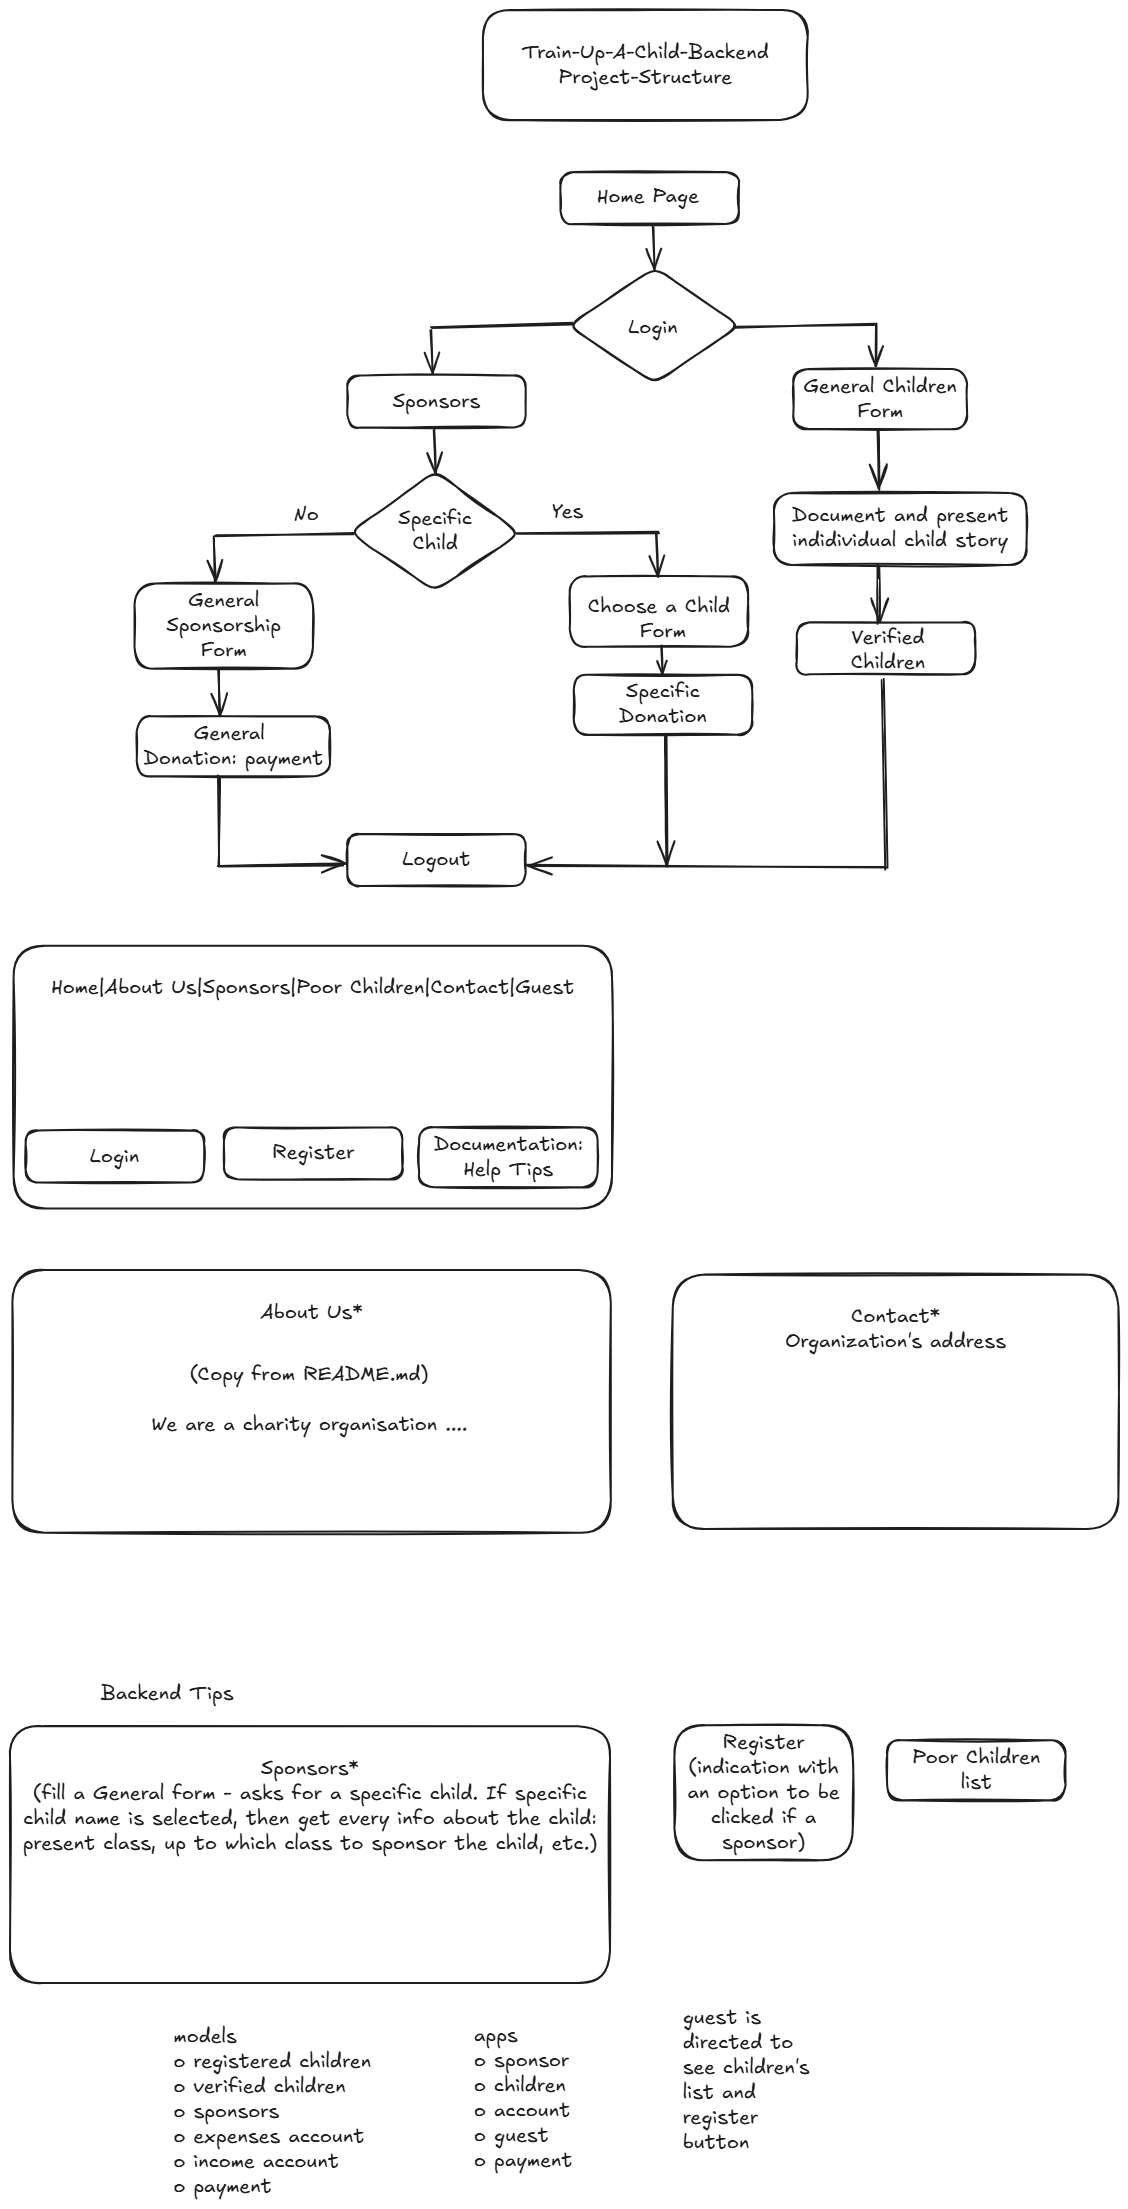 Train-Up-A-Child-Backend
Project-Structure
Home Page
Login
Sponsors
General Children
Form
Specific
Child
No
Yes
Document and present
indidividual child story
General
Sponsorship
Form
Choose a Child
Form
Verified
Children
Specific
Donation
General
Donation: payment
Logout
Home|About Us|Sponsors|Poor Children|Contact|Guest
Login
Register
Documentation:
Help Tips
About Us*
(Copy from README.md)
We are a charity organisation ....
Contact*
Organization's address
Backend Tips
Sponsors*
(fill a General form - asks for a specific child. If specific
child name is selected, then get every info about the child:
present class, up to which class to sponsor the child, etc.)
Register
(indication with
an option to be
clicked if a
sponsor)
Poor Children
list
models
o registered children
o verified children
o sponsors
o expenses account
o income account
o payment
apps
o sponsor
o children
o account
o guest
o payment
guest is
directed to
see children's
list and
register
button